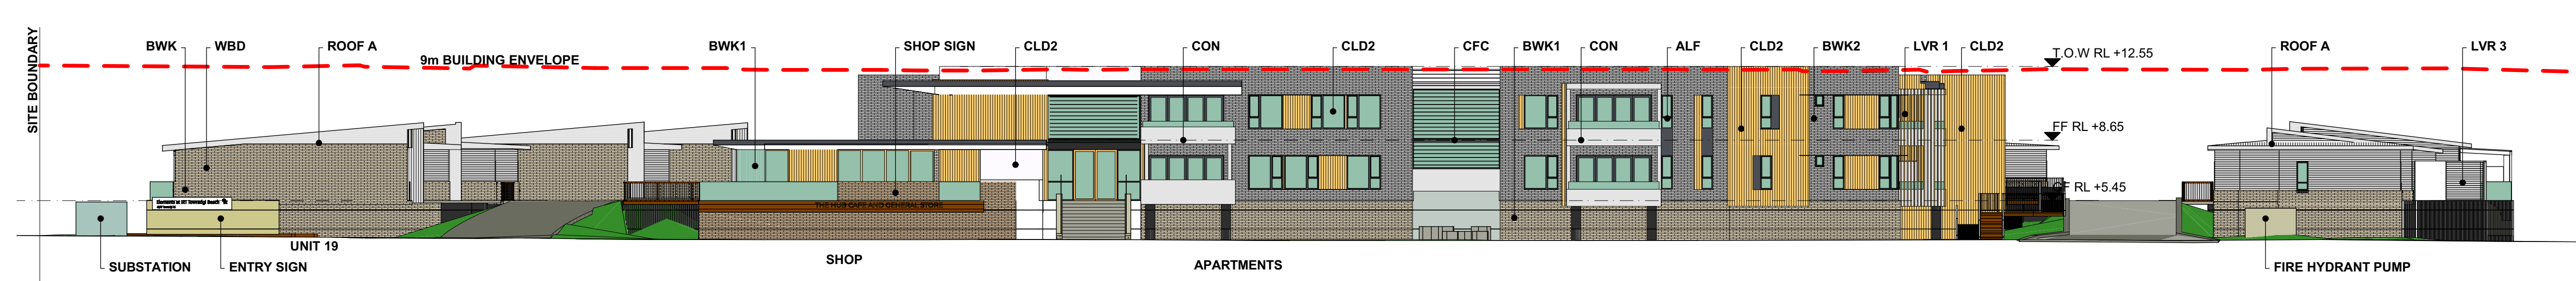 SITE BOUNDARY
BWK
WBD
ROOF A
9m BUILDING ENVELOPE
BWK1
SHOP SIGN
CLD2
CON
CLD2
CFC
BWK1
CON
ALF
CLD2
BWK2
LVR 1
CLD2
T.O.W RL +12.55
ROOF A
LVR 3
FF RL +8.65
RL +5.45
Elements at
THE HUB CAFE AND GENERAL STORE
UNIT 19
SUBSTATION
ENTRY SIGN
SHOP
APARTMENTS
FIRE HYDRANT PUMP